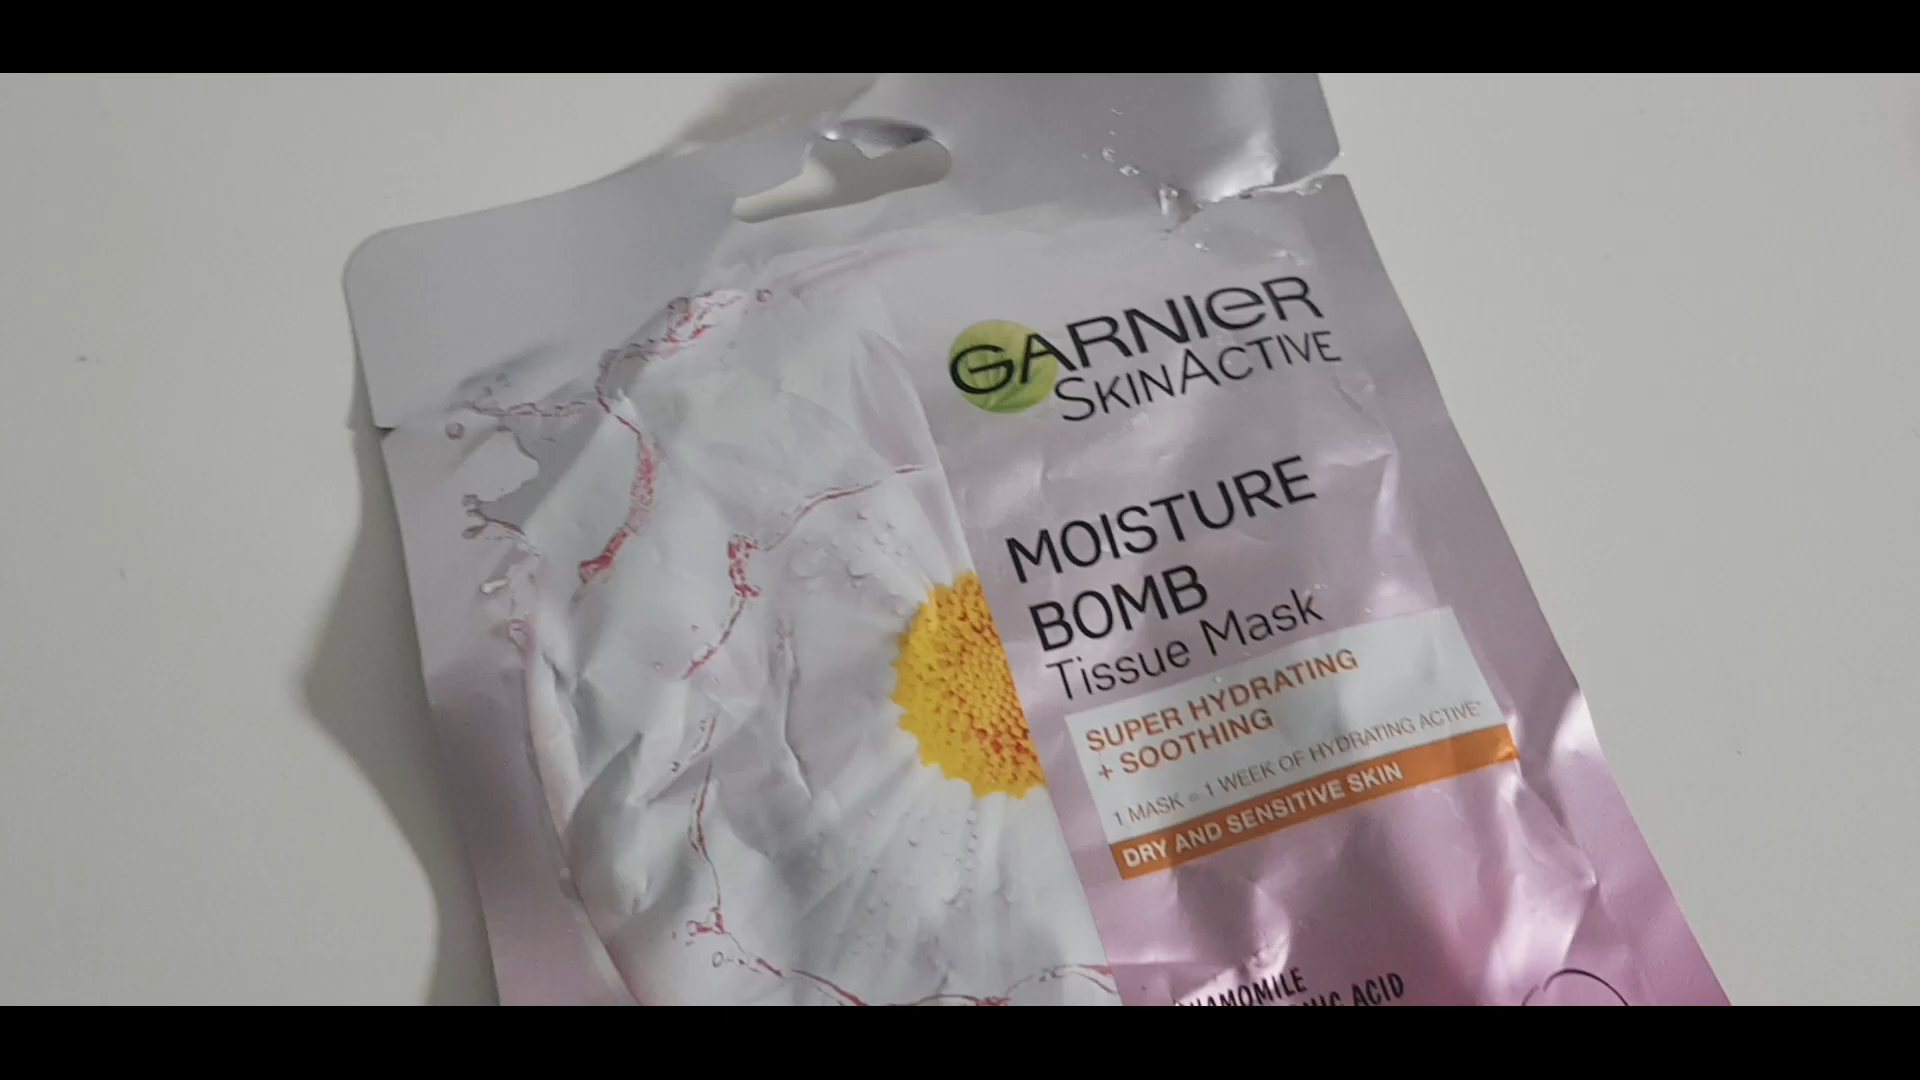 GARNIER
SKINACTIVE
MOISTURE
BOMB
Tissue Mask
SUPER HYDRATING
+ SOOTHING
1 MASK = 1 WEEK OF HYDRATING ACTIVE*
DRY AND SENSITIVE SKIN
ACID